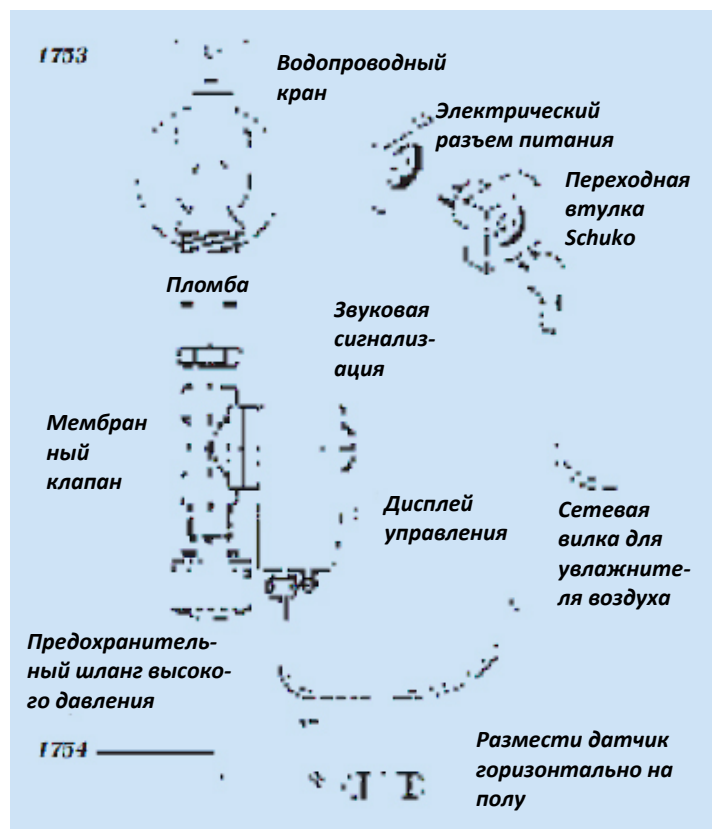 1753
Водопроводный
кран
Электрический
разъем питания
Переходная
втулка
Schuko
Пломба
Звуковая
сигнализ-
ация
Мембран
ный
клапан
Дисплей
управления
Сетевая
вилка для
увлажните-
ля воздуха
Предохранитель-
ный шланг высоко-
го давления
1754
Размести датчик
горизонтально на
полу